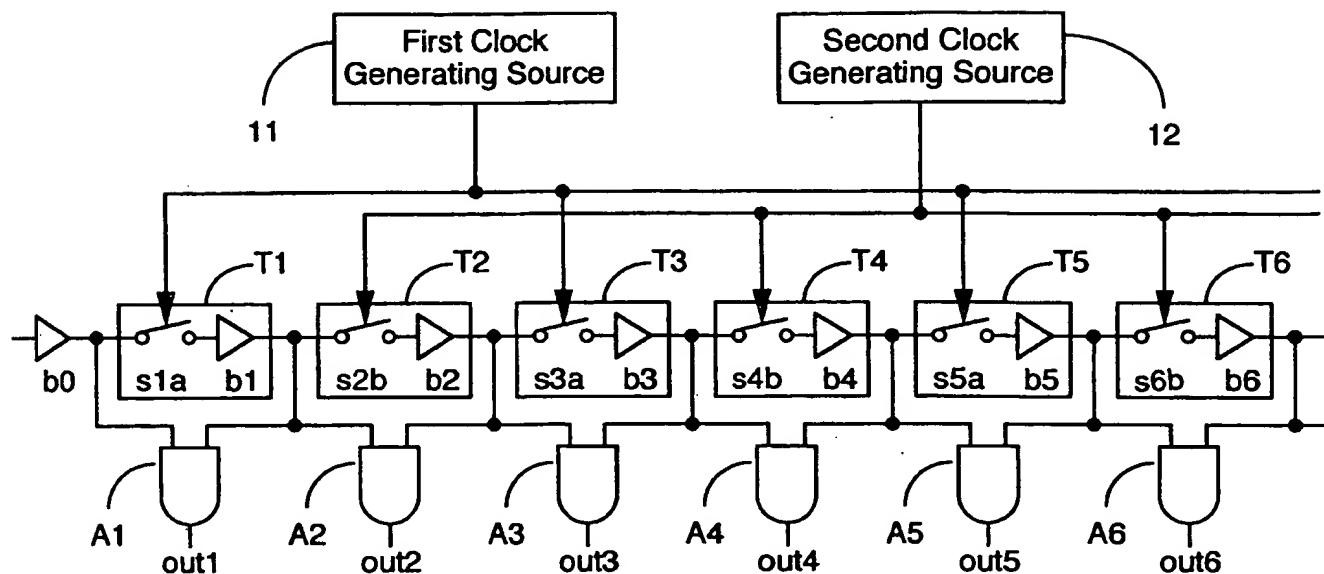 First Clock
Generating Source
Second Clock
Generating Source
11
12
T1
T2
T3
T4
T5
T6
b0
s1a
b1
s2b
b2
s3a
b3
s4b
b4
s5a
b5
s6b
b6
A1
A2
A3
A4
A5
A6
out1
out2
out3
out4
out5
out6